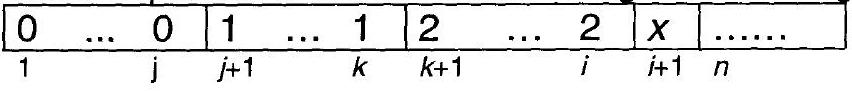 0 ... 0 1 ... 1 2 ... 2 x ......
1 j j+1 k k+1 i i+1 n